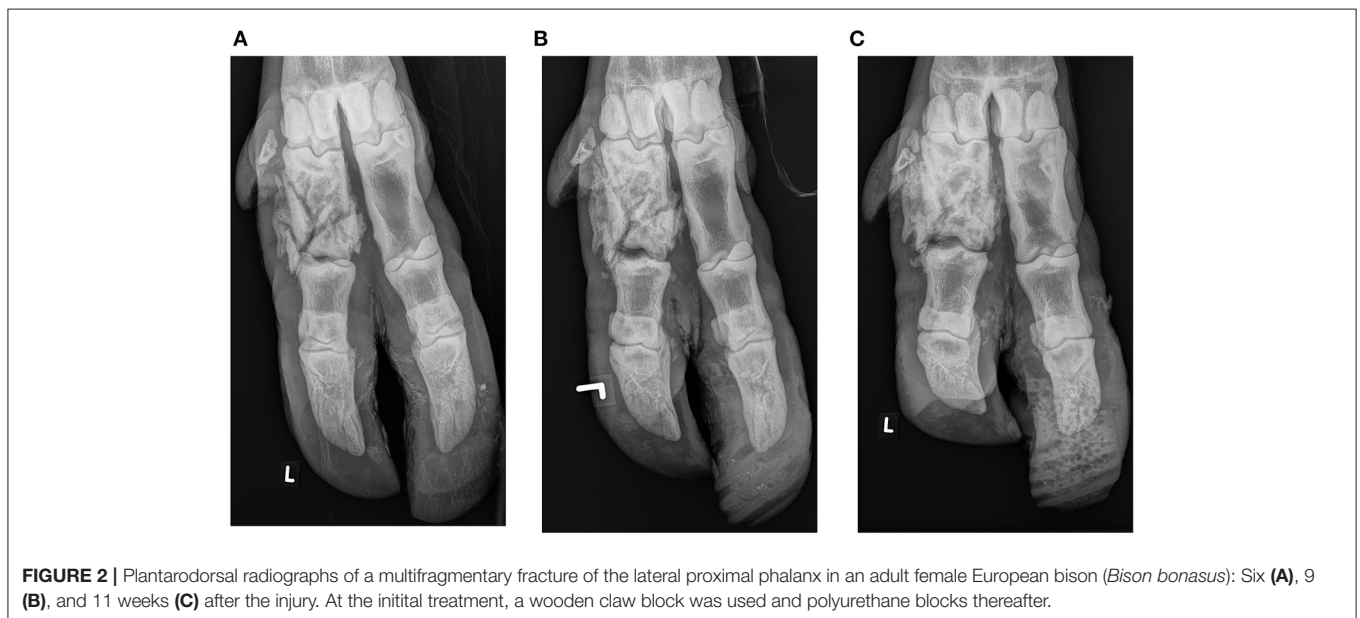 A
B
C
L
L
L
FIGURE 2 | Plantarodorsal radiographs of a multifragmentary fracture of the lateral proximal phalanx in an adult female European bison (Bison bonasus): Six (A), 9
(B), and 11 weeks (C) after the injury. At the initital treatment, a wooden claw block was used and polyurethane blocks thereafter.